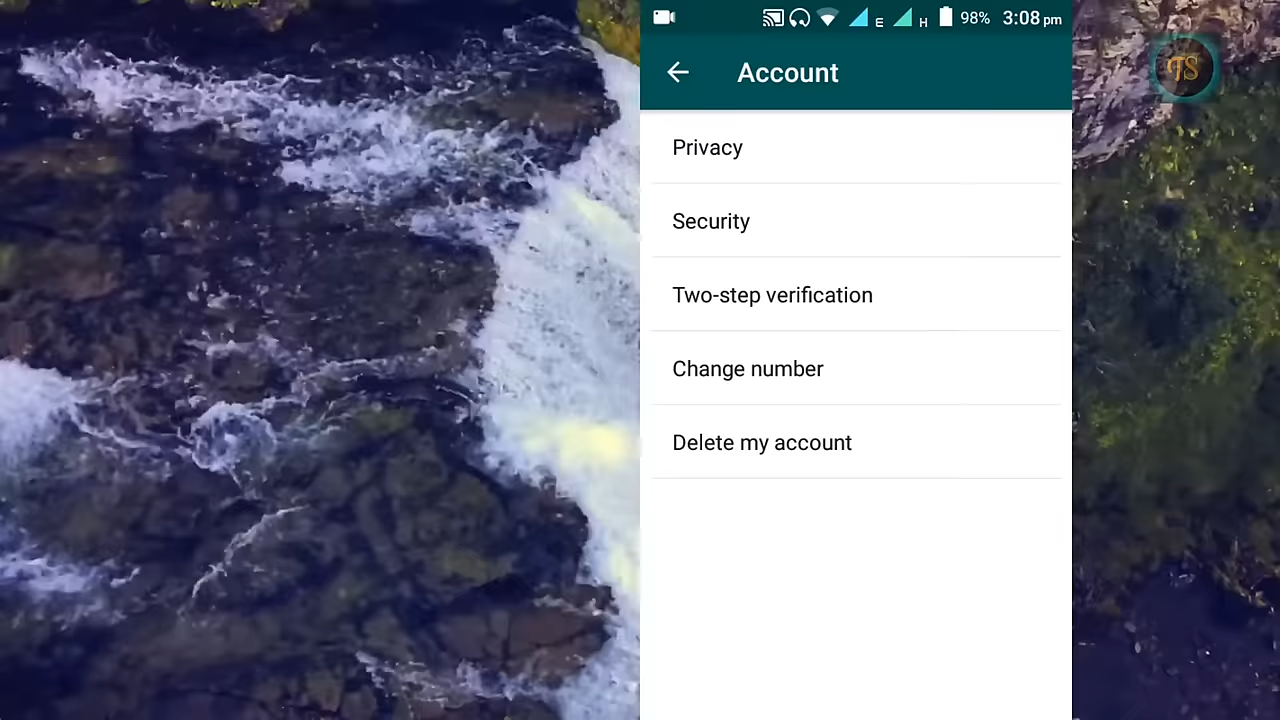 E H 98% 3:08 pm
Account
Privacy
Security
Two-step verification
Change number
Delete my account
TS